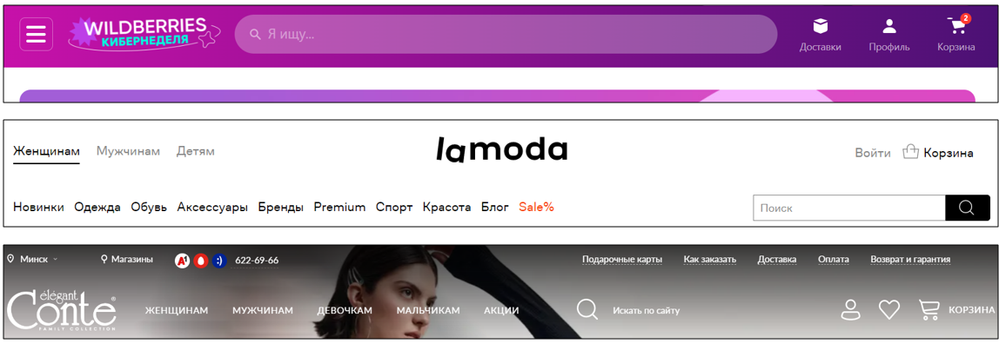 WILDBERRIES
КИБЕРНЕДЕЛЯ
Я ищу...
Доставки
Профиль
2
Корзина
Женщинам Мужчинам Детям
lamoda
Войти Корзина
Новинки Одежда Обувь Аксессуары Бренды Premium Спорт Красота Блог Sale%
Поиск
Минск Магазины A1 :) 622-69-66 Подарочные карты Как заказать Доставка Оплата Возврат и гарантия
élégant
Conte®
FAMILY COLLECTION
ЖЕНЩИНАМ МУЖЧИНАМ ДЕВОЧКАМ МАЛЬЧИКАМ АКЦИИ Искать по сайту КОРЗИНА